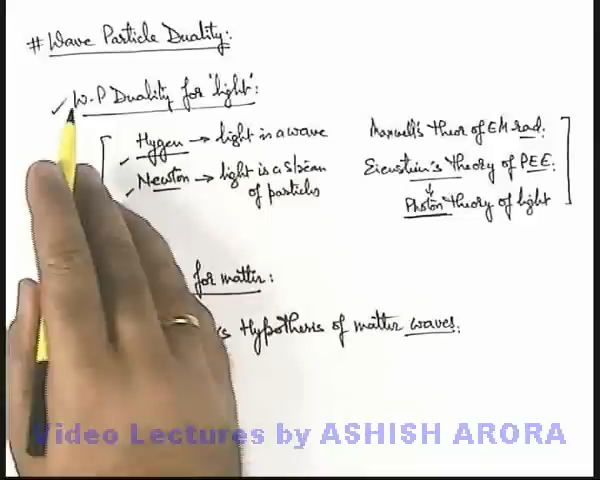 # Wave Particle Duality:
W.P Duality for 'light':
Hygen → light is a wave
Newton → light is a stream of particles
Maxwell's theor of EM rad.
Eienstein's theory of PEE.
Photon theory of light
for matter:
s Hypothesis of matter waves.
Video Lectures by ASHISH ARORA